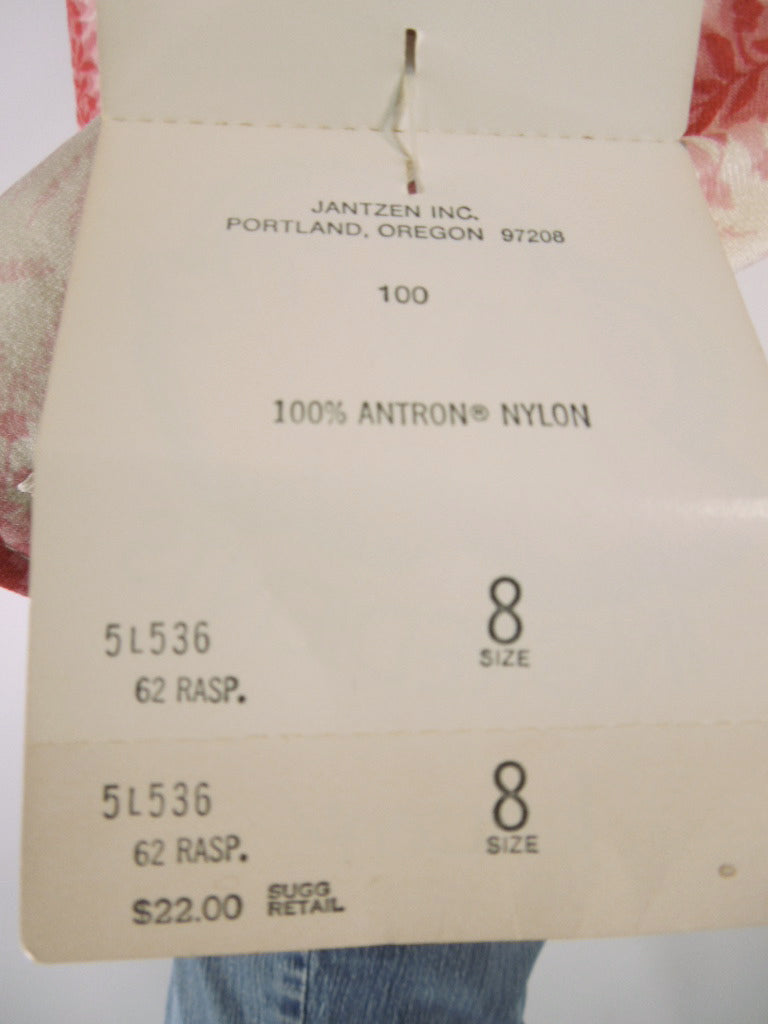 JANTZEN INC.
PORTLAND, OREGON 97208
100
100% ANTRON® NYLON
5L536
8
SIZE
62 RASP.
5L536
8
SIZE
62 RASP.
$22.00 SUGG
RETAIL